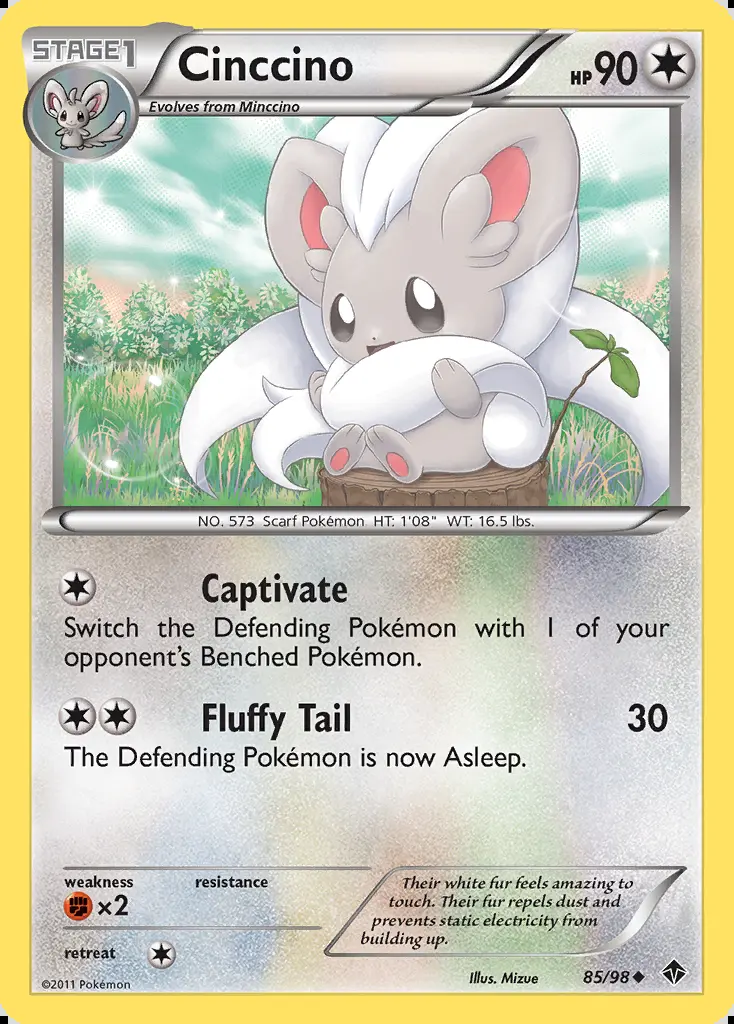 STAGE1
Cinccino
HP 90
Evolves from Minccino
NO. 573 Scarf Pokémon HT: 1'08" WT: 16.5 lbs.
Captivate
Switch the Defending Pokémon with 1 of your
opponent's Benched Pokémon.
Fluffy Tail 30
The Defending Pokémon is now Asleep.
weakness resistance
×2
retreat
Their white fur feels amazing to
touch. Their fur repels dust and
prevents static electricity from
building up.
©2011 Pokémon
Illus. Mizue 85/98